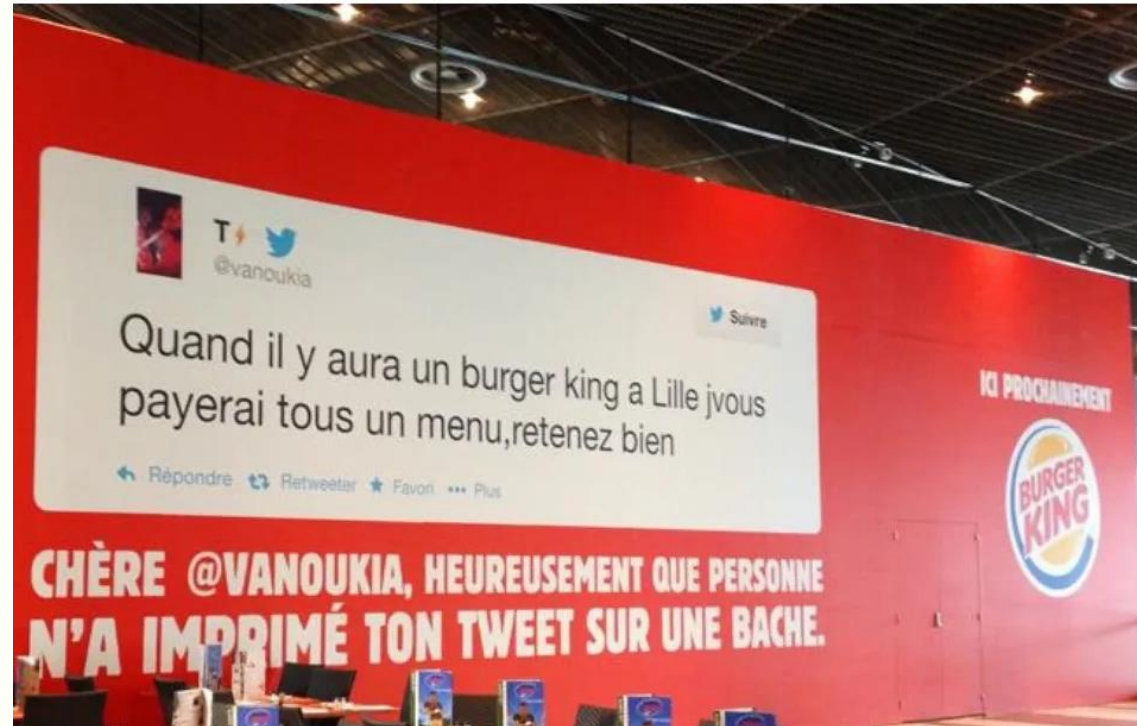 T⚡
@vanoukia
Suivre
Quand il y aura un burger king a Lille jvous
payerai tous un menu,retenez bien
Répondre Retweeter Favori ••• Plus
CHÈRE @VANOUKIA, HEUREUSEMENT QUE PERSONNE
N'A IMPRIMÉ TON TWEET SUR UNE BACHE.
ICI PROCHAINEMENT
BURGER
KING